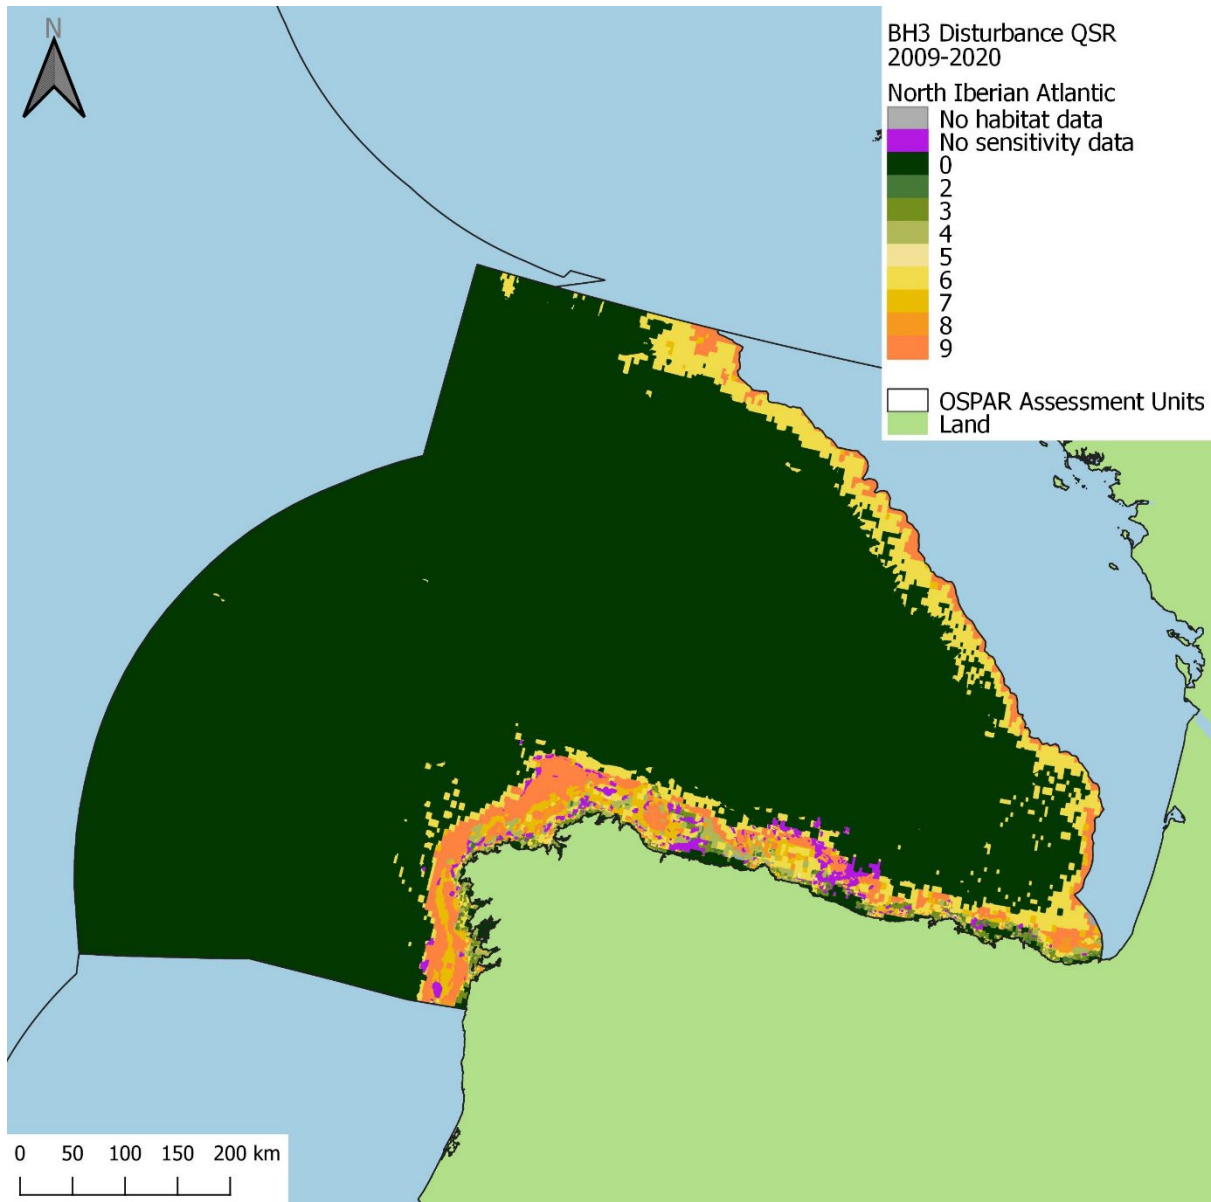 N
BH3 Disturbance QSR
2009-2020
North Iberian Atlantic
No habitat data
No sensitivity data
0
2
3
4
5
6
7
8
9
OSPAR Assessment Units
Land
0 50 100 150 200 km